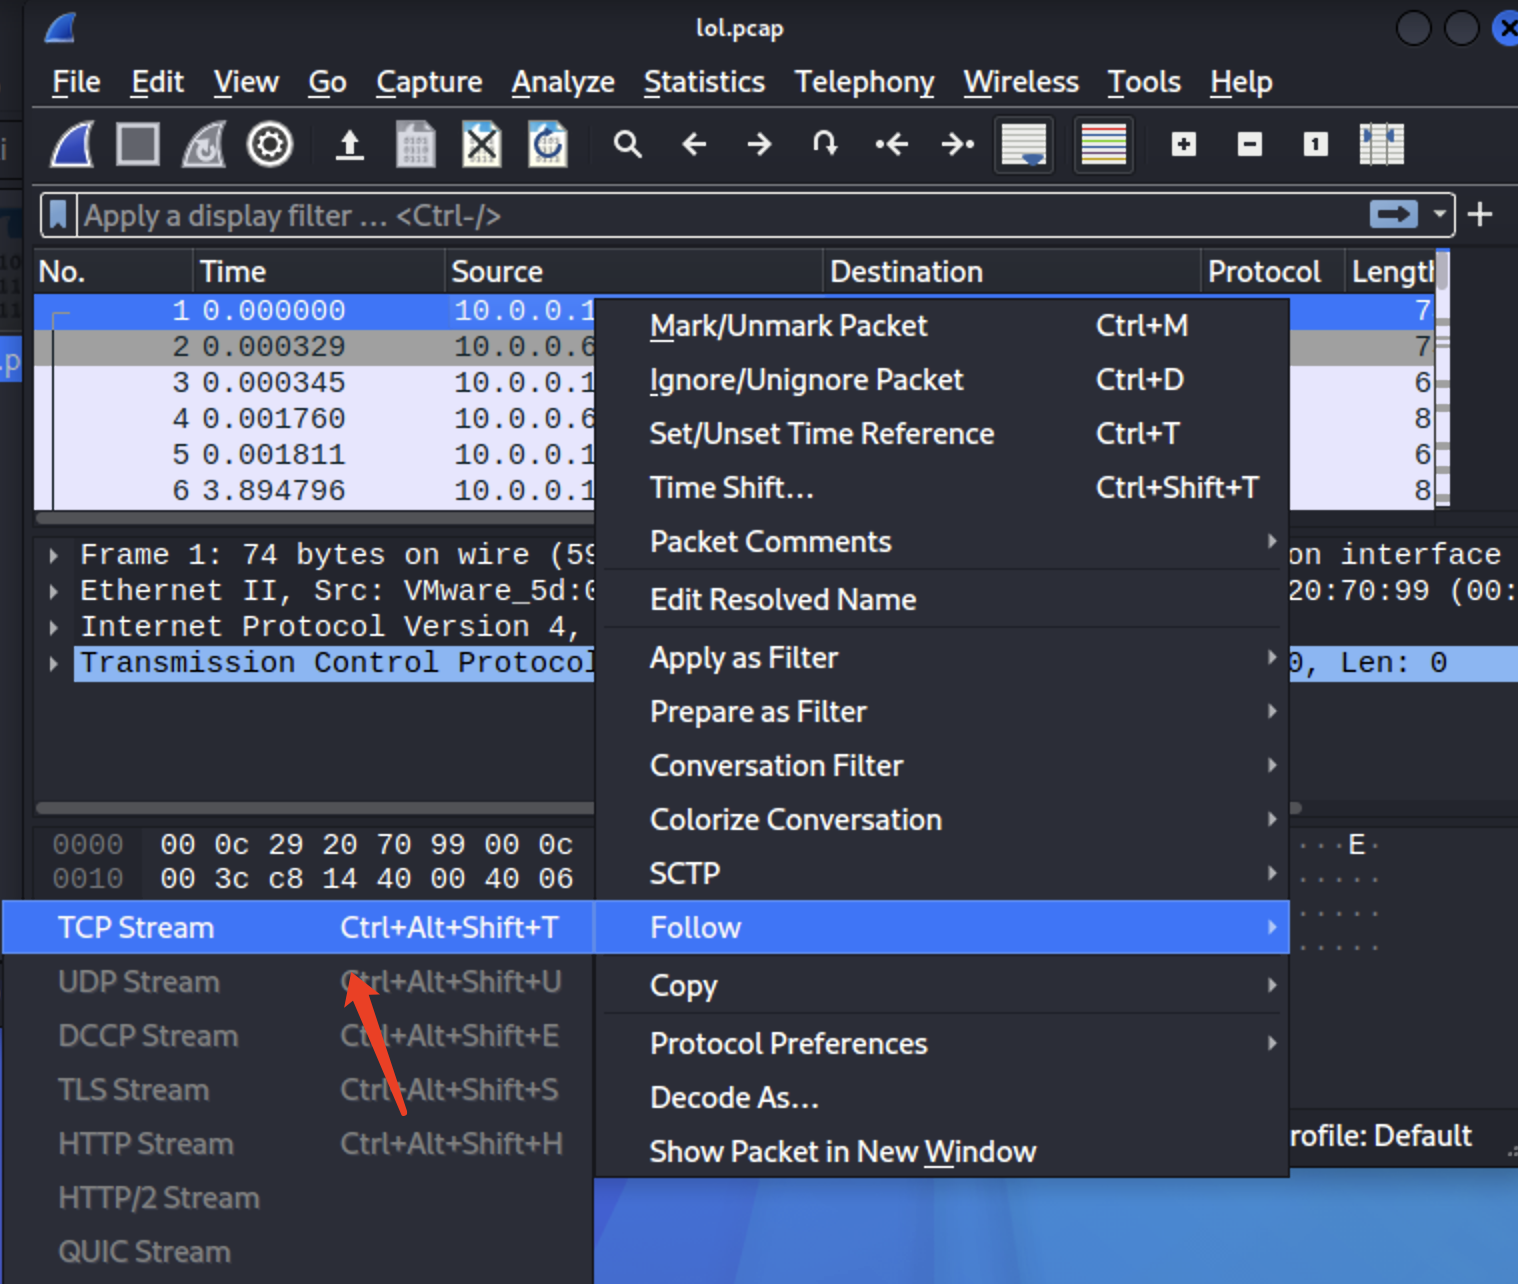 lol.pcap
File Edit View Go Capture Analyze Statistics Telephony Wireless Tools Help
Apply a display filter … <Ctrl-/>
No. Time Source Destination Protocol Length
1 0.000000 10.0.0.1 7
2 0.000329 10.0.0.6 7
3 0.000345 10.0.0.1 6
4 0.001760 10.0.0.6 8
5 0.001811 10.0.0.1 6
6 3.894796 10.0.0.1 8
Frame 1: 74 bytes on wire (59 on interface
Ethernet II, Src: VMware_5d:0 20:70:99 (00:
Internet Protocol Version 4,
Transmission Control Protocol 0, Len: 0
0000 00 0c 29 20 70 99 00 0c ···E·
0010 00 3c c8 14 40 00 40 06 ·····
Mark/Unmark Packet Ctrl+M
Ignore/Unignore Packet Ctrl+D
Set/Unset Time Reference Ctrl+T
Time Shift… Ctrl+Shift+T
Packet Comments
Edit Resolved Name
Apply as Filter
Prepare as Filter
Conversation Filter
Colorize Conversation
SCTP
Follow
Copy
Protocol Preferences
Decode As…
Show Packet in New Window
TCP Stream Ctrl+Alt+Shift+T
UDP Stream Ctrl+Alt+Shift+U
DCCP Stream Ctrl+Alt+Shift+E
TLS Stream Ctrl+Alt+Shift+S
HTTP Stream Ctrl+Alt+Shift+H
HTTP/2 Stream
QUIC Stream
rofile: Default